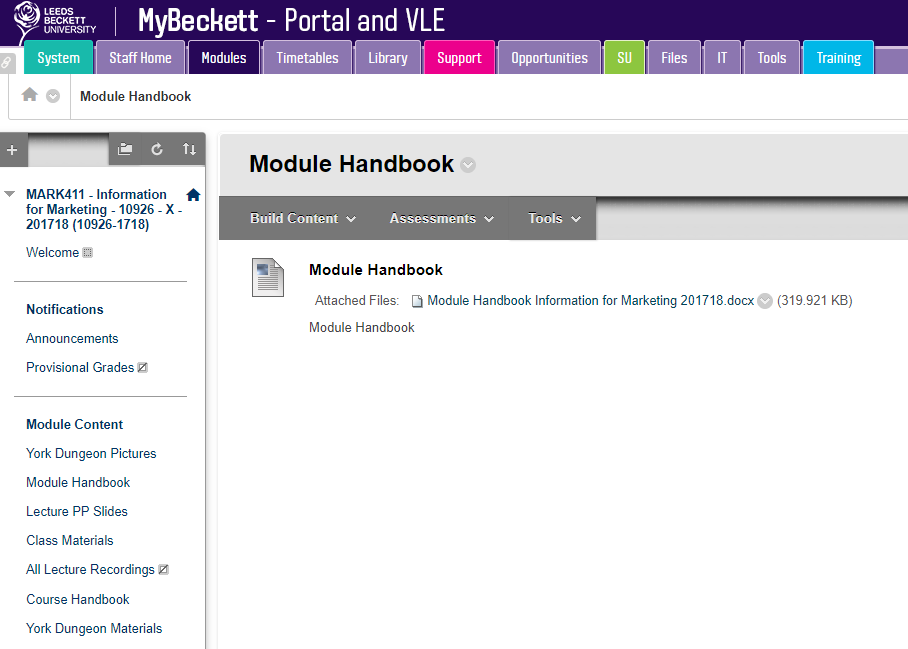 LEEDS
BECKETT
UNIVERSITY
MyBeckett - Portal and VLE
System Staff Home Modules Timetables Library Support Opportunities SU Files IT Tools Training
Module Handbook
MARK411 - Information
for Marketing - 10926 - X -
201718 (10926-1718)
Welcome
Notifications
Announcements
Provisional Grades
Module Content
York Dungeon Pictures
Module Handbook
Lecture PP Slides
Class Materials
All Lecture Recordings
Course Handbook
York Dungeon Materials
Module Handbook
Build Content Assessments Tools
Module Handbook
Attached Files: Module Handbook Information for Marketing 201718.docx (319.921 KB)
Module Handbook